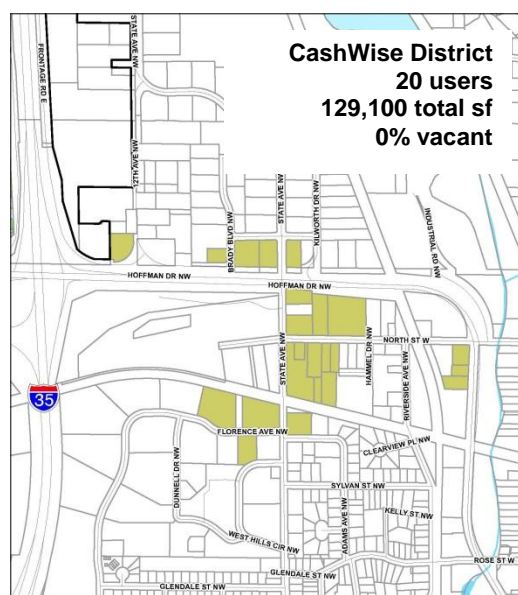 CashWise District
20 users
129,100 total sf
0% vacant
FRONTAGE RD E
STATE AVE NW
12TH AVE NW
BRADY BLVD NW
STATE AVE NW
KILWORTH DR NW
INDUSTRIAL RD NW
HOFFMAN DR NW
HOFFMAN DR NW
NORTH ST W
STATE AVE NW
HAMMEL DR NW
RIVERSIDE AVE NW
35
FLORENCE AVE NW
CLEARVIEW PL NW
DUNNELL DR NW
SYLVAN ST NW
ADAMS AVE NW
KELLY ST NW
WEST HILLS CIR NW
ROSE ST W
GLENDALE ST NW
GLENDALE ST NW